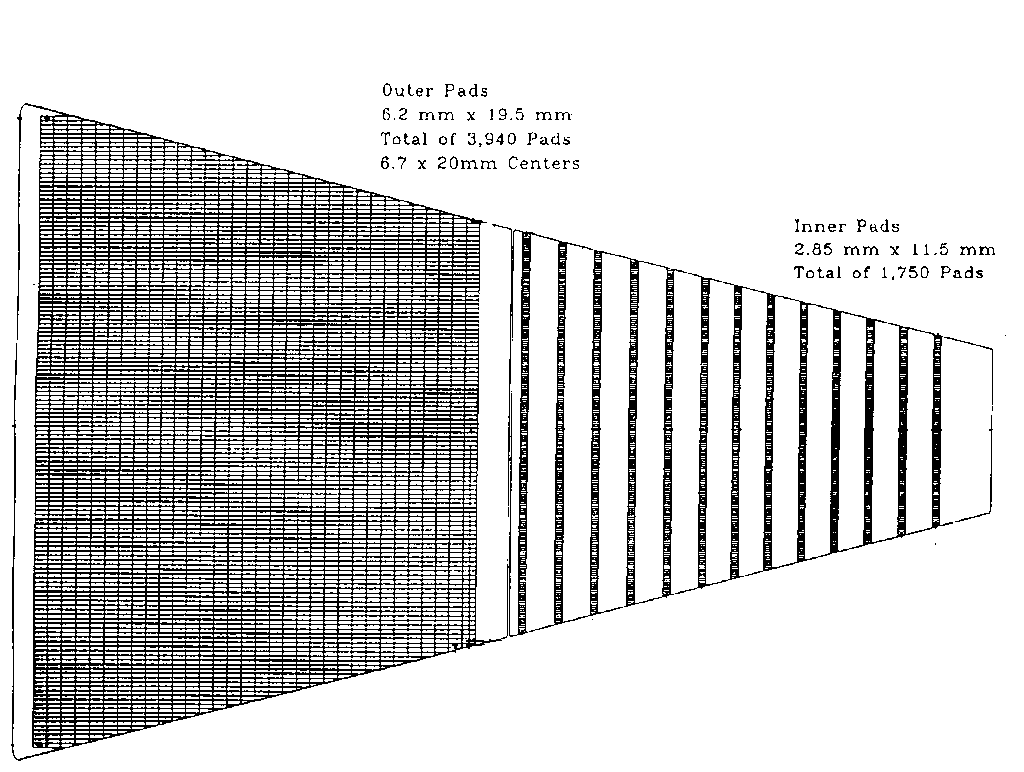 Outer Pads
6.2 mm x 19.5 mm
Total of 3,940 Pads
6.7 x 20mm Centers
Inner Pads
2.85 mm x 11.5 mm
Total of 1,750 Pads